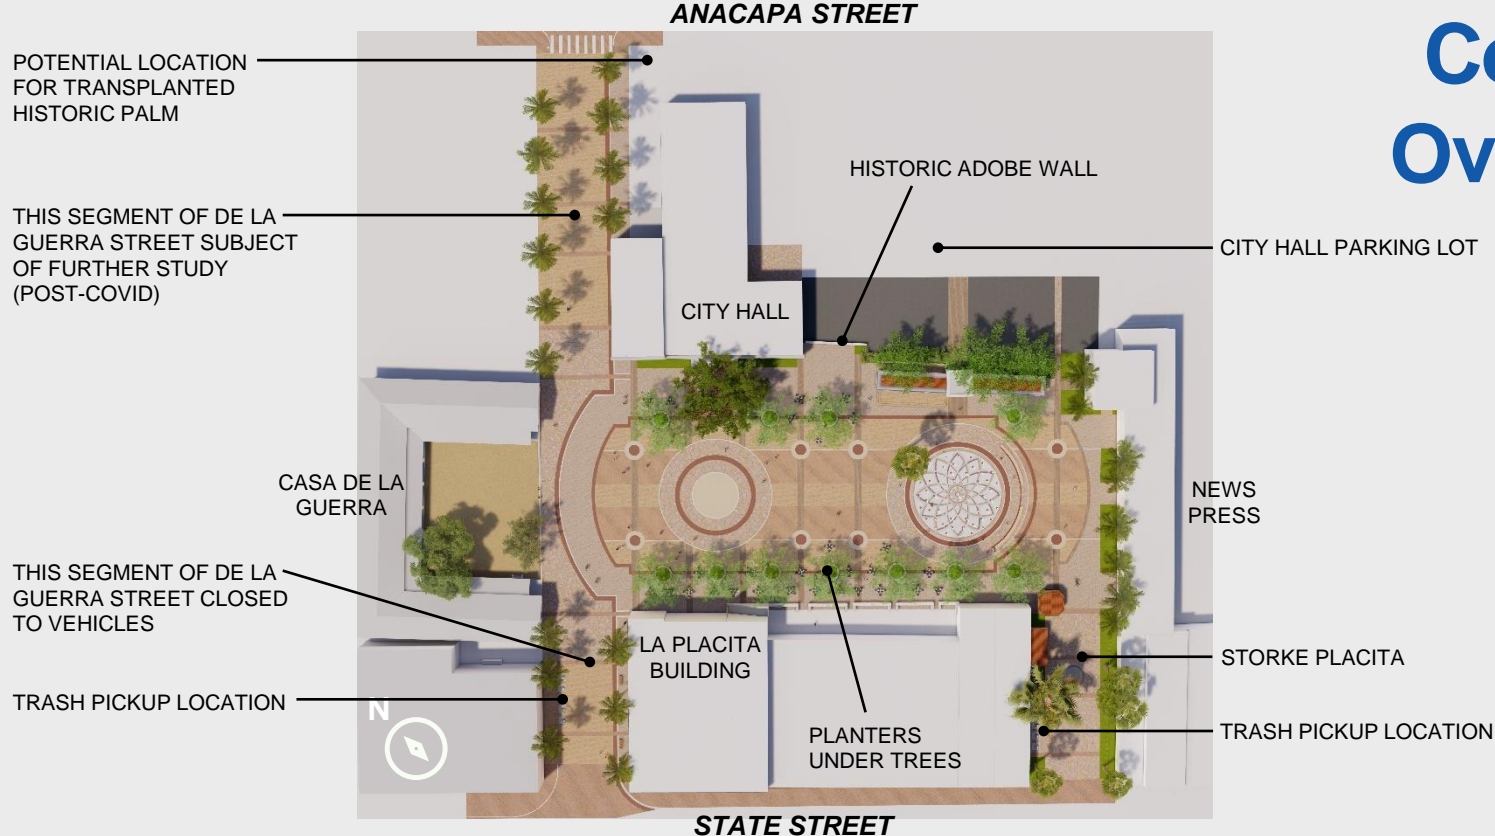 ANACAPA STREET
POTENTIAL LOCATION
FOR TRANSPLANTED
HISTORIC PALM
HISTORIC ADOBE WALL
THIS SEGMENT OF DE LA
GUERRA STREET SUBJECT
OF FURTHER STUDY
(POST-COVID)
CITY HALL PARKING LOT
CITY HALL
CASA DE LA
GUERRA
NEWS
PRESS
THIS SEGMENT OF DE LA
GUERRA STREET CLOSED
TO VEHICLES
LA PLACITA
BUILDING
STORKE PLACITA
TRASH PICKUP LOCATION
N
PLANTERS
UNDER TREES
TRASH PICKUP LOCATION
STATE STREET